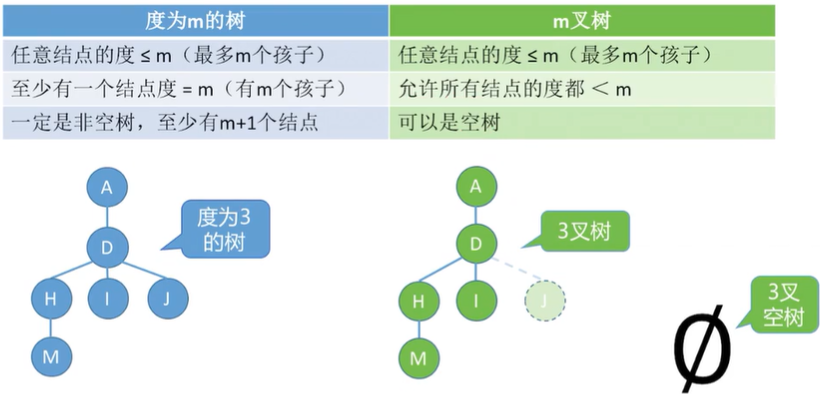 度为m的树
m叉树
任意结点的度 ≤ m（最多m个孩子）
任意结点的度 ≤ m（最多m个孩子）
至少有一个结点度 = m（有m个孩子）
允许所有结点的度都 ＜ m
一定是非空树，至少有m+1个结点
可以是空树
A
D
H
I
J
M
度为3
的树
A
D
H
I
J
M
3叉树
∅
3叉
空树